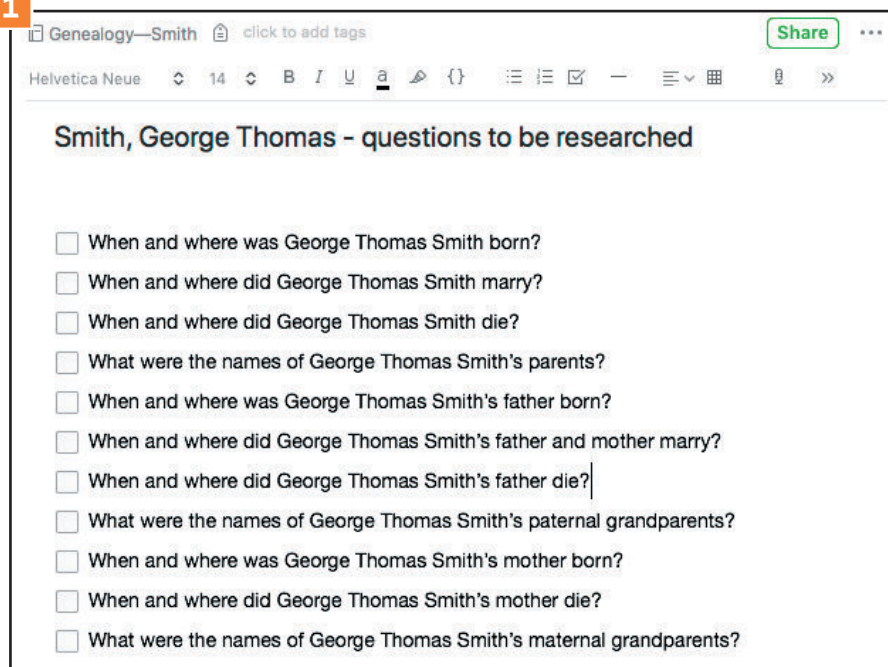 1
Genealogy—Smith click to add tags Share ...
Helvetica Neue 14 B I U a {} »
Smith, George Thomas - questions to be researched
When and where was George Thomas Smith born?
When and where did George Thomas Smith marry?
When and where did George Thomas Smith die?
What were the names of George Thomas Smith's parents?
When and where was George Thomas Smith's father born?
When and where did George Thomas Smith's father and mother marry?
When and where did George Thomas Smith's father die?
What were the names of George Thomas Smith's paternal grandparents?
When and where was George Thomas Smith's mother born?
When and where did George Thomas Smith's mother die?
What were the names of George Thomas Smith's maternal grandparents?